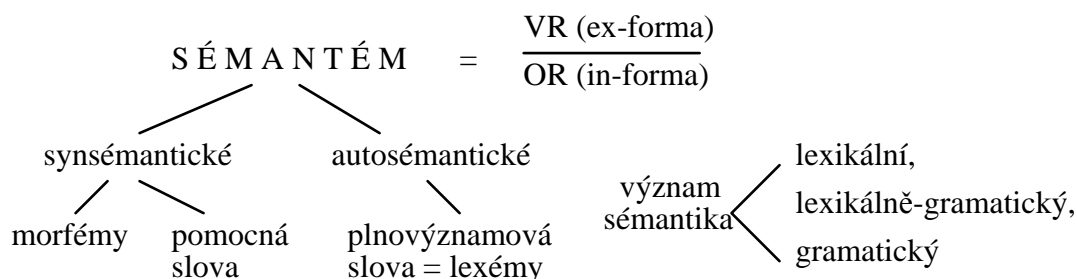 SÉMANTÉM = VR (ex-forma)
OR (in-forma)
synsémantické autosémantické
morfémy pomocná slova
plnovýznamová slova = lexémy
význam sémantika
lexikální,
lexikálně-gramatický,
gramatický